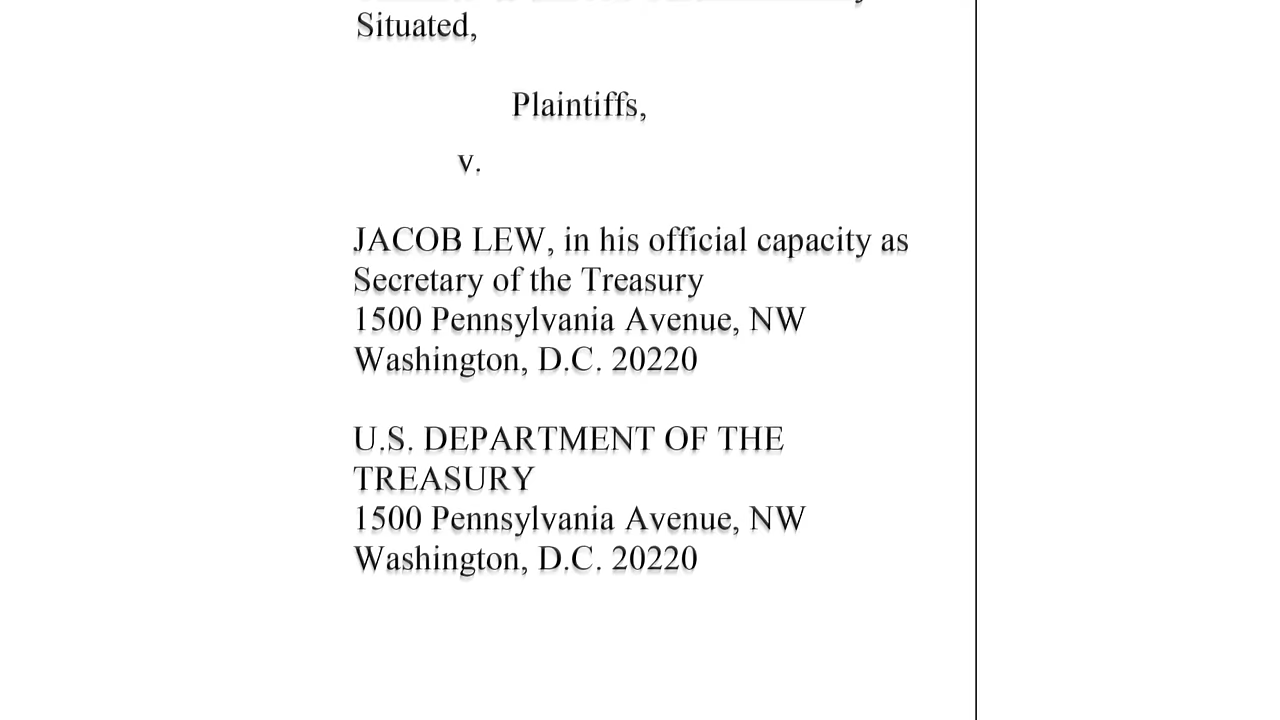 Situated,
Plaintiffs,
v.
JACOB LEW, in his official capacity as
Secretary of the Treasury
1500 Pennsylvania Avenue, NW
Washington, D.C. 20220
U.S. DEPARTMENT OF THE
TREASURY
1500 Pennsylvania Avenue, NW
Washington, D.C. 20220